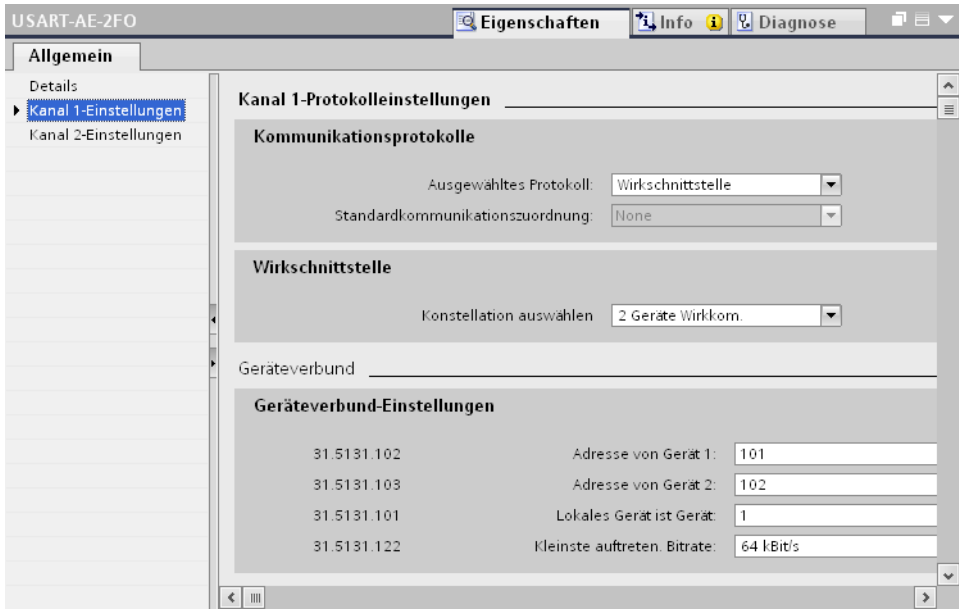 USART-AE-2FO
Eigenschaften
Info
Diagnose
Allgemein
Details
Kanal 1-Einstellungen
Kanal 2-Einstellungen
Kanal 1-Protokolleinstellungen
Kommunikationsprotokolle
Ausgewähltes Protokoll: Wirkschnittstelle
Standardkommunikationszuordnung: None
Wirkschnittstelle
Konstellation auswählen 2 Geräte Wirkkom.
Geräteverbund
Geräteverbund-Einstellungen
31.5131.102 Adresse von Gerät 1: 101
31.5131.103 Adresse von Gerät 2: 102
31.5131.101 Lokales Gerät ist Gerät: 1
31.5131.122 Kleinste auftreten. Bitrate: 64 kBit/s